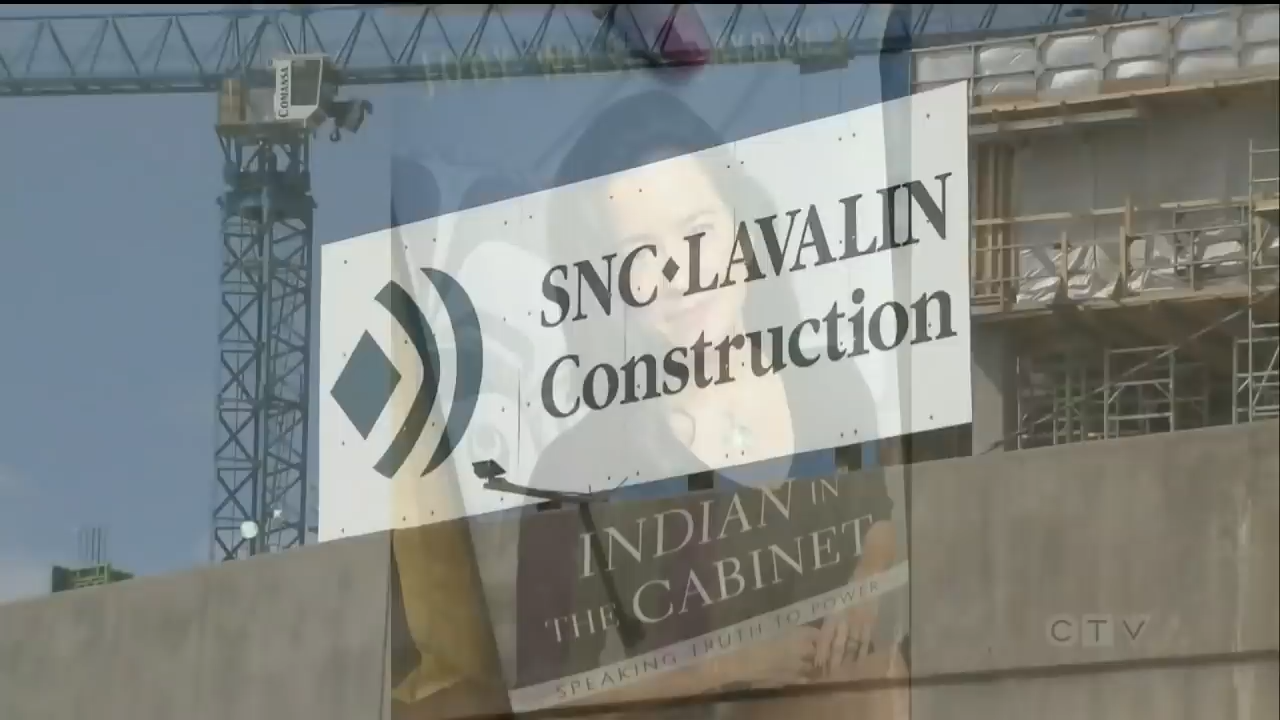 COMANSA
SNC♦LAVALIN
Construction
INDIAN IN
THE CABINET
SPEAKING TRUTH TO POWER
CTV